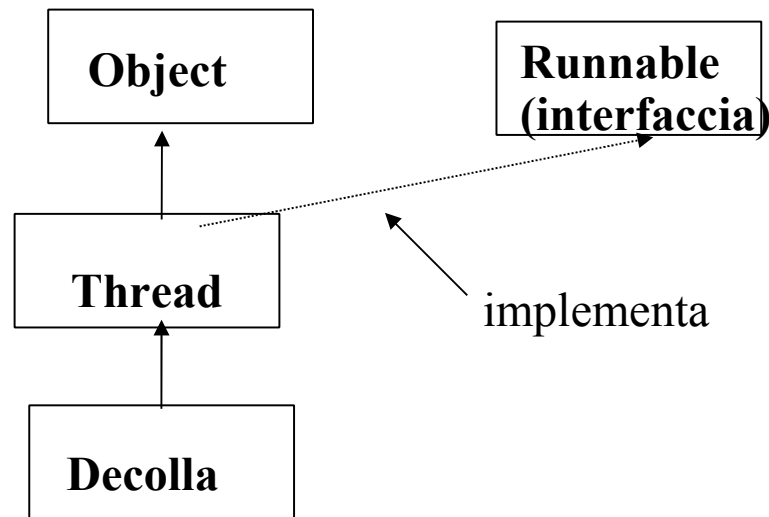 Object
Runnable
(interfaccia)
Thread
implementa
Decolla